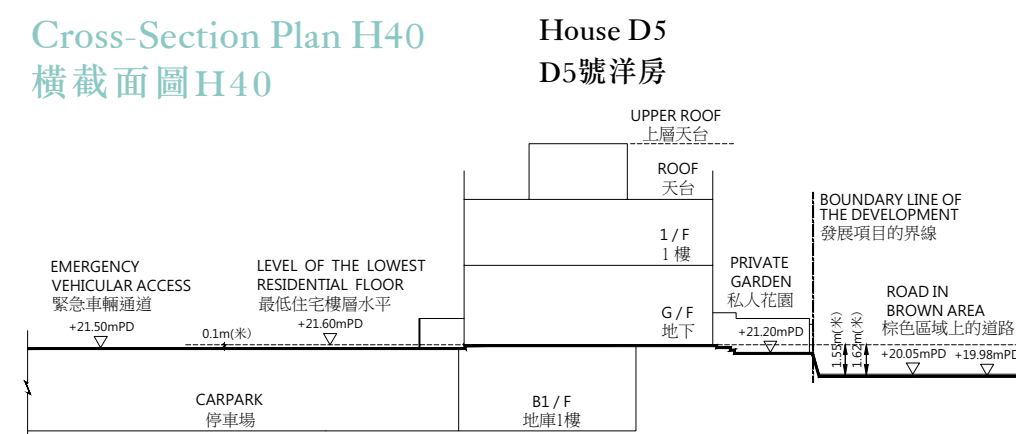 Cross-Section Plan H40
橫截面圖H40
House D5
D5號洋房
UPPER ROOF
上層天台
ROOF
天台
1 / F
1 樓
G / F
地下
BOUNDARY LINE OF
THE DEVELOPMENT
發展項目的界線
EMERGENCY
VEHICULAR ACCESS
緊急車輛通道
+21.50mPD
0.1m(米)
LEVEL OF THE LOWEST
RESIDENTIAL FLOOR
最低住宅樓層水平
+21.60mPD
PRIVATE
GARDEN
私人花園
+21.20mPD
1.55m(米)
1.62m(米)
ROAD IN
BROWN AREA
棕色區域上的道路
+20.05mPD +19.98mPD
CARPARK
停車場
B1 / F
地庫1樓